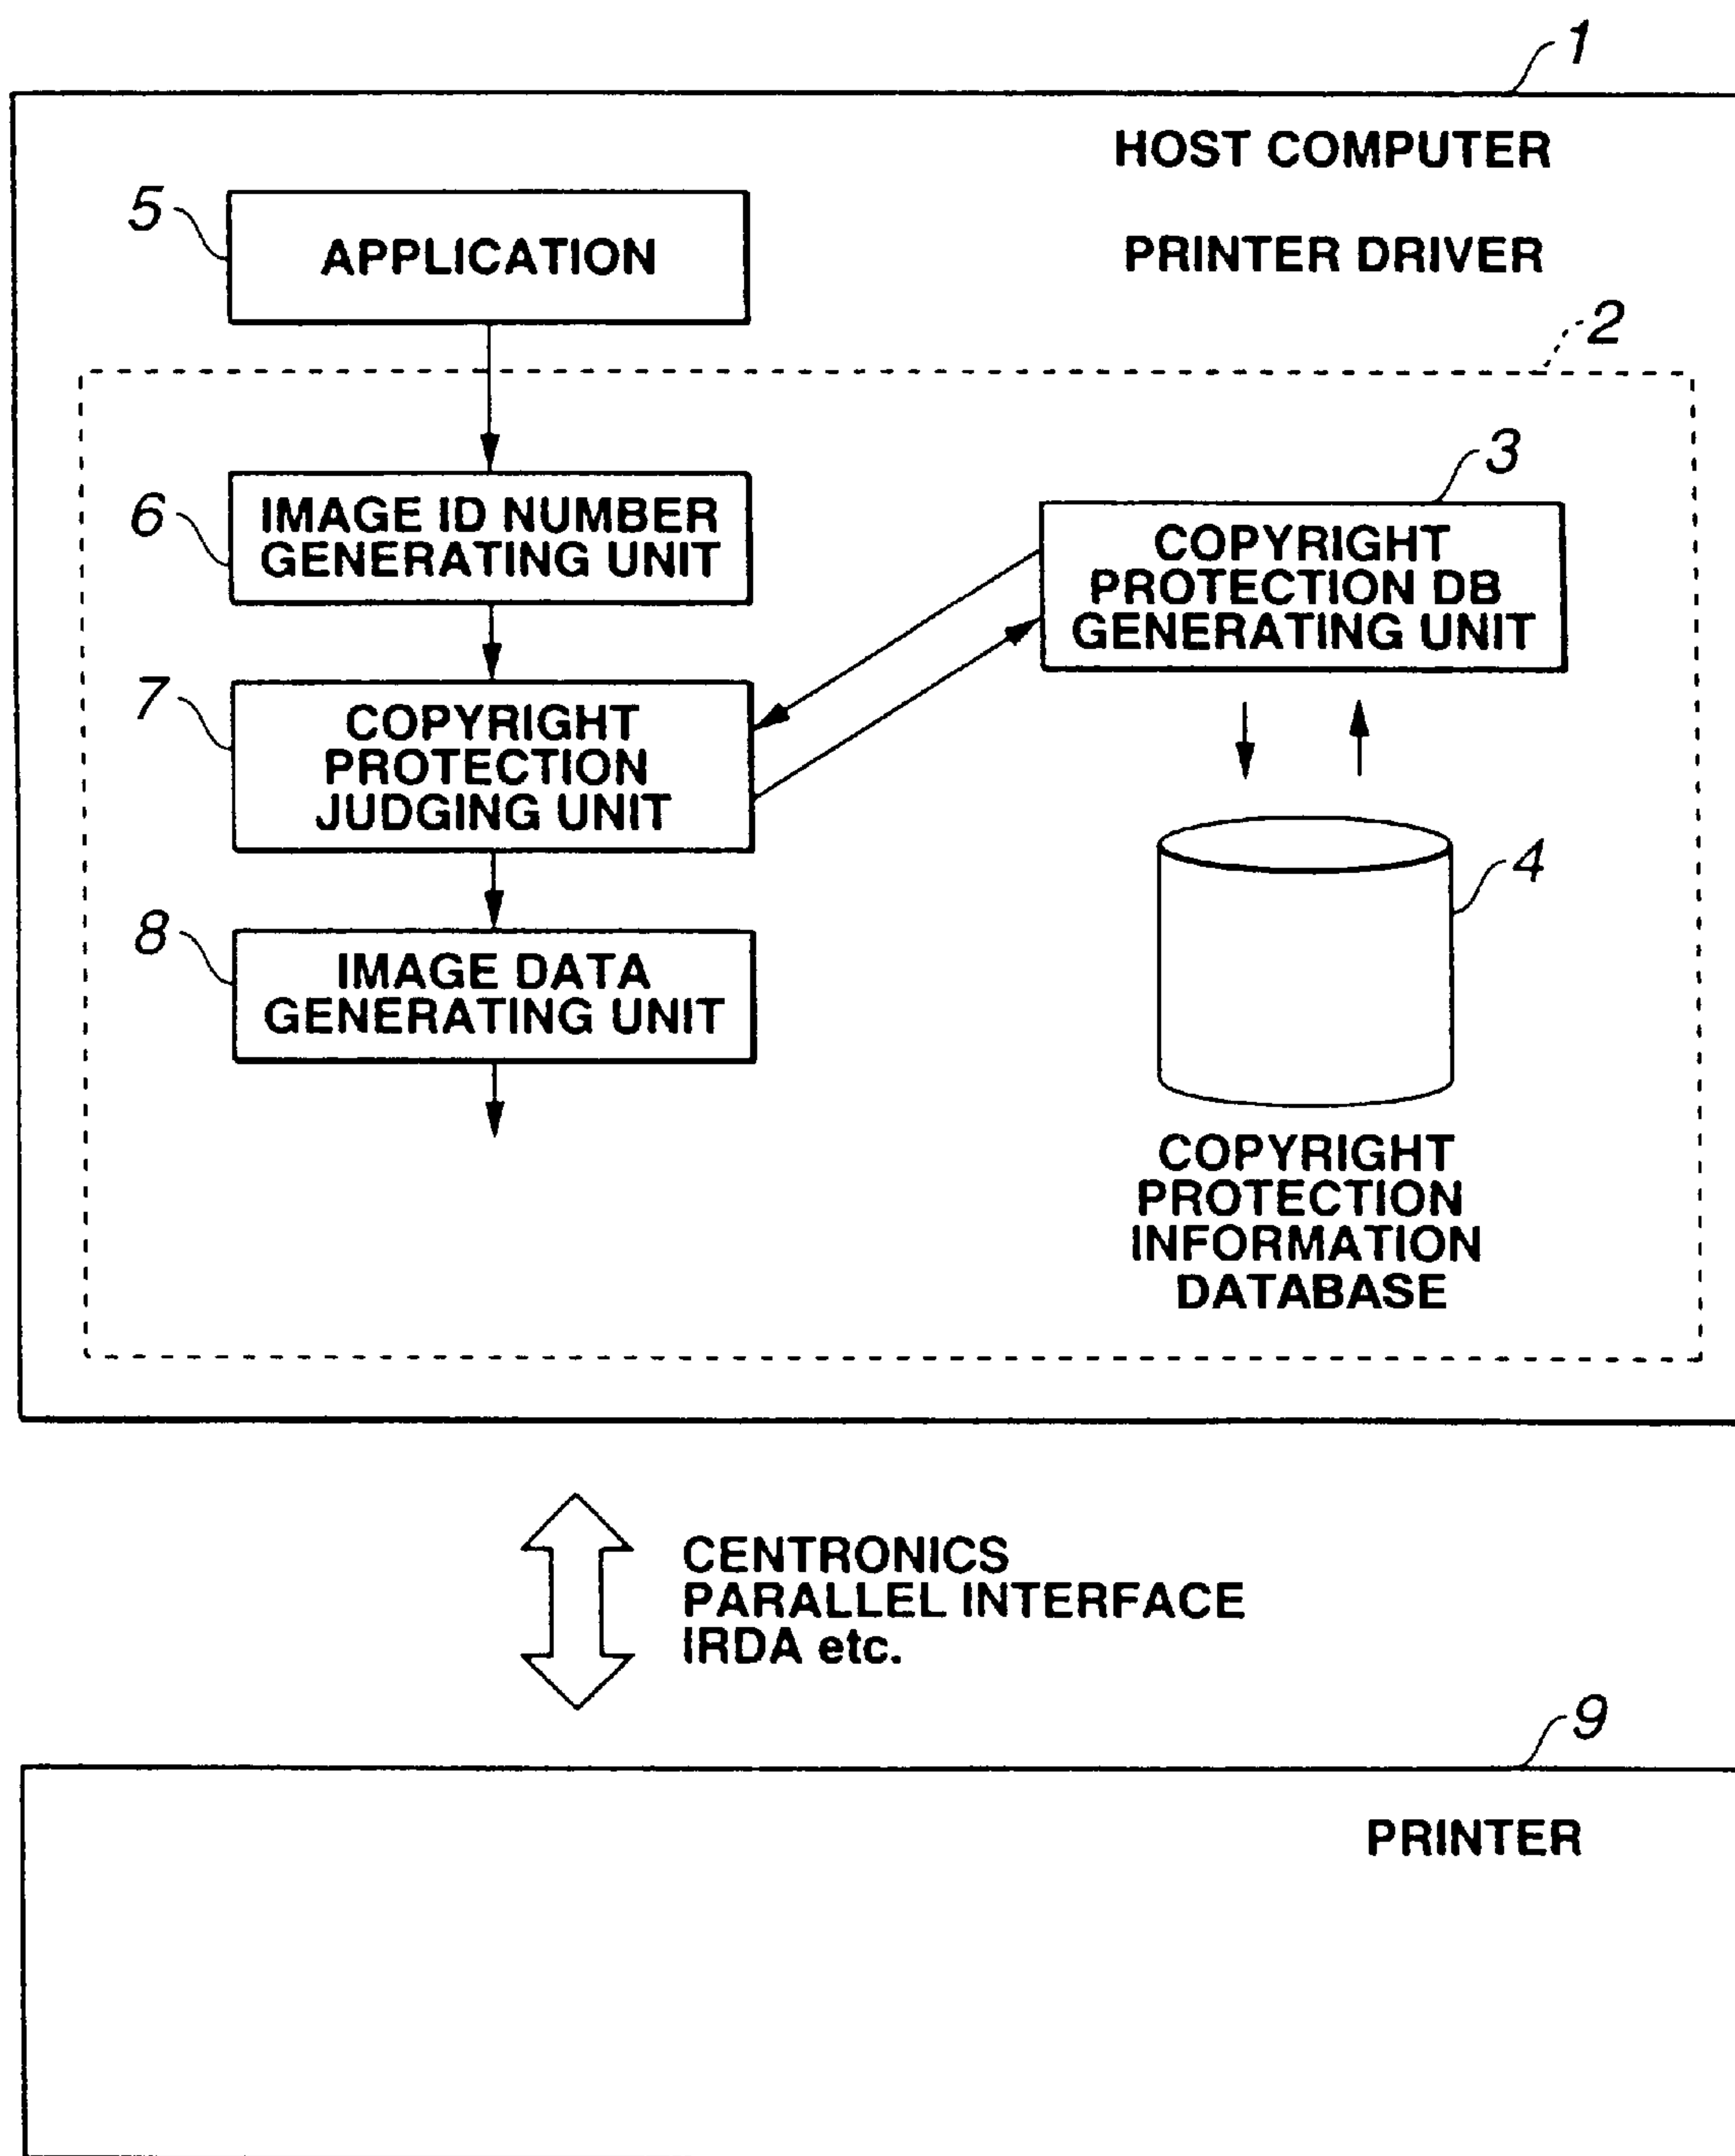 1
HOST COMPUTER
5
APPLICATION
PRINTER DRIVER
2
3
6
IMAGE ID NUMBER
GENERATING UNIT
COPYRIGHT
PROTECTION DB
GENERATING UNIT
7
COPYRIGHT
PROTECTION
JUDGING UNIT
4
8
IMAGE DATA
GENERATING UNIT
COPYRIGHT
PROTECTION
INFORMATION
DATABASE
CENTRONICS
PARALLEL INTERFACE
IRDA etc.
9
PRINTER